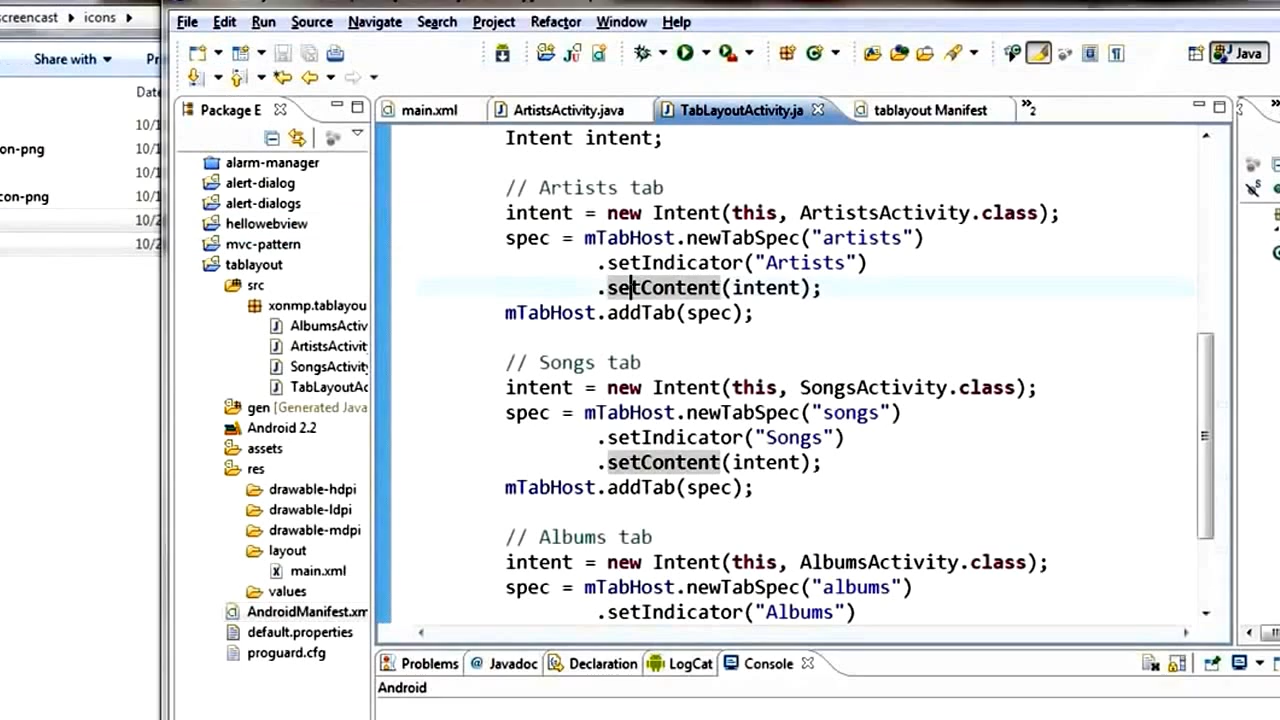 screencast
icons
Share with
Pr
Date
10/1
on-png
10/1
10/1
con-png
10/1
10/2
10/2
File Edit Run Source Navigate Search Project Refactor Window Help
Java
Package E
main.xml
ArtistsActivity.java
TabLayoutActivity.ja
tablayout Manifest
»2
alarm-manager
alert-dialog
alert-dialogs
hellowebview
mvc-pattern
tablayout
src
xonmp.tablayou
AlbumsActiv
ArtistsActivit
SongsActivity
TabLayoutAc
gen [Generated Java
Android 2.2
assets
res
drawable-hdpi
drawable-ldpi
drawable-mdpi
layout
main.xml
values
AndroidManifest.xm
default.properties
proguard.cfg
Intent intent;
// Artists tab
intent = new Intent(this, ArtistsActivity.class);
spec = mTabHost.newTabSpec("artists")
.setIndicator("Artists")
.setContent(intent);
mTabHost.addTab(spec);
// Songs tab
intent = new Intent(this, SongsActivity.class);
spec = mTabHost.newTabSpec("songs")
.setIndicator("Songs")
.setContent(intent);
mTabHost.addTab(spec);
// Albums tab
intent = new Intent(this, AlbumsActivity.class);
spec = mTabHost.newTabSpec("albums")
.setIndicator("Albums")
Problems @ Javadoc Declaration LogCat Console
Android